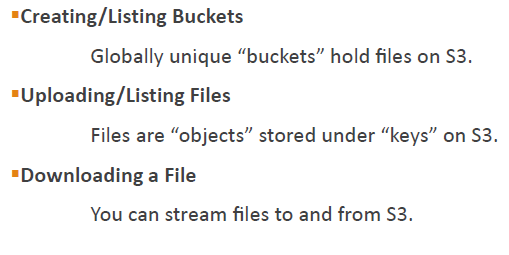 ▪Creating/Listing Buckets
Globally unique “buckets” hold files on S3.
▪Uploading/Listing Files
Files are “objects” stored under “keys” on S3.
▪Downloading a File
You can stream files to and from S3.